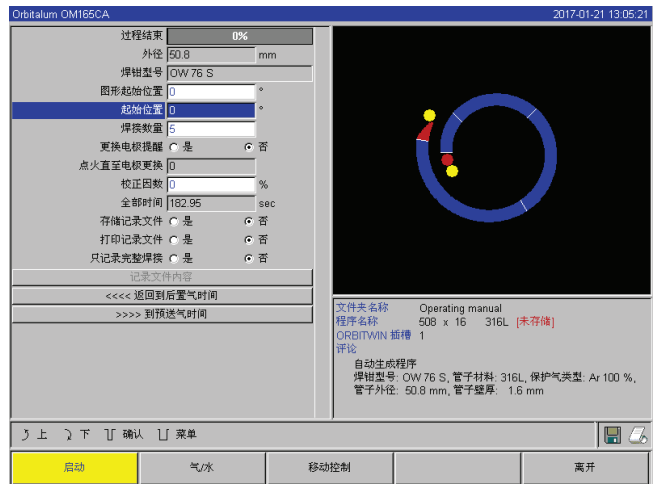 Orbitalum OM165CA 2017-01-21 13:05:21
过程结束 0%
外径 50.8 mm
焊钳型号 OW 76 S
图形起始位置 0 °
起始位置 0 °
焊接数量 5
更换电极提醒 是 否
点火直至电极更换 0
校正因数 0 %
全部时间 182.95 sec
存储记录文件 是 否
打印记录文件 是 否
只记录完整焊接 是 否
记录文件内容
<<<< 返回到后置气时间
>>>> 到预送气时间
文件夹名称 Operating manual
程序名称 508 x 16 316L [未存储]
ORBITWIN 插槽 1
评论
自动生成程序
焊钳型号: OW 76 S, 管子材料: 316L, 保护气类型: Ar 100 %,
管子外径: 50.8 mm, 管子壁厚: 1.6 mm
上 下 确认 菜单
启动 气/水 移动控制 离开